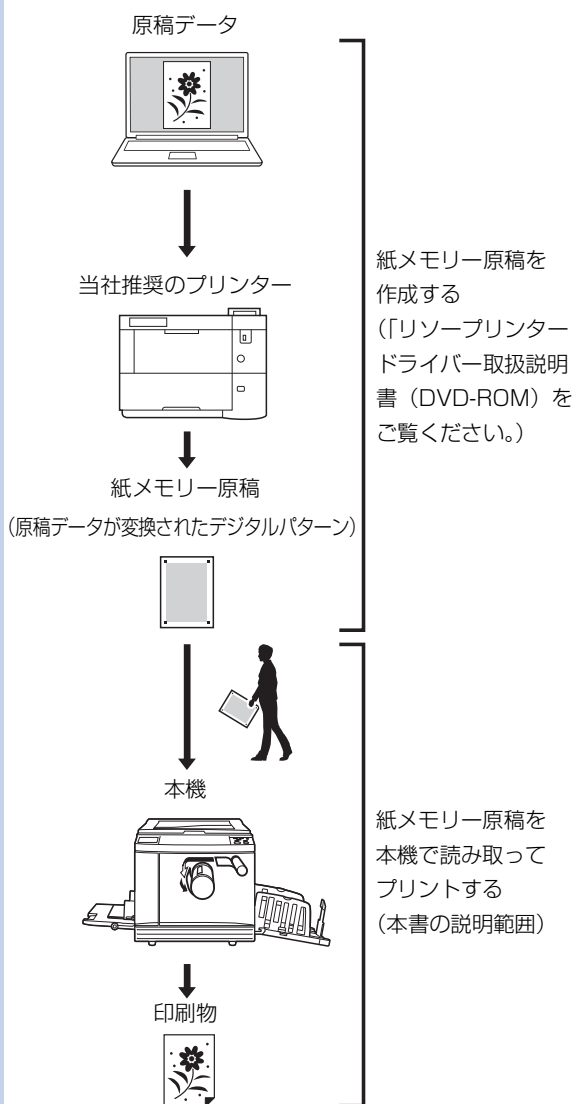 原稿データ
当社推奨のプリンター
紙メモリー原稿を
作成する
(「リソープリンター
ドライバー取扱説明
書(DVD-ROM)を
ご覧ください。)
紙メモリー原稿
(原稿データが変換されたデジタルパターン)
本機
紙メモリー原稿を
本機で読み取って
プリントする
(本書の説明範囲)
印刷物